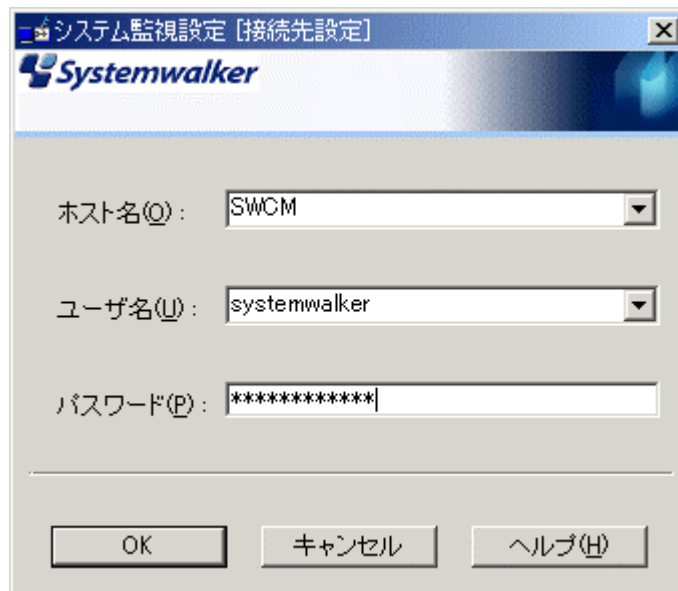 システム監視設定 [接続先設定]
Systemwalker
ホスト名(O) : SWCM
ユーザ名(U) : systemwalker
パスワード(P) : ************
OK キャンセル ヘルプ(H)